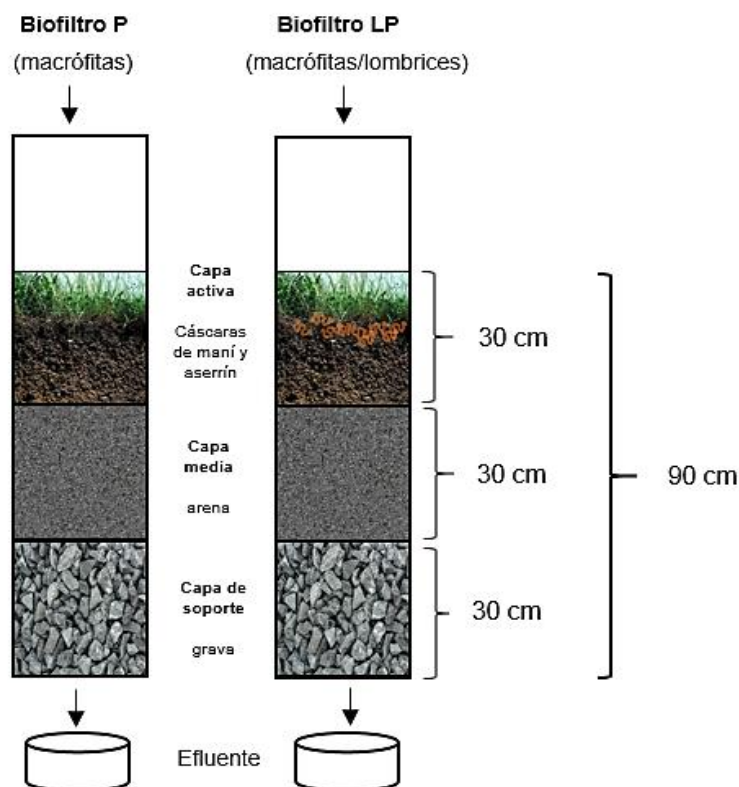 Biofiltro P
(macrófitas)
Biofiltro LP
(macrófitas/lombrices)
Capa
activa
Cáscaras
de maní y
aserrín
30 cm
Capa
media
arena
30 cm
90 cm
Capa de
soporte
grava
30 cm
Efluente